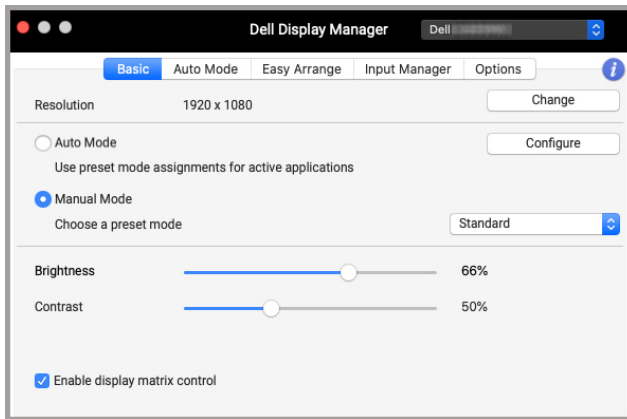 Dell Display Manager
Dell
Basic
Auto Mode
Easy Arrange
Input Manager
Options
i
Resolution
1920 x 1080
Change
Auto Mode
Configure
Use preset mode assignments for active applications
Manual Mode
Choose a preset mode
Standard
Brightness
66%
Contrast
50%
Enable display matrix control